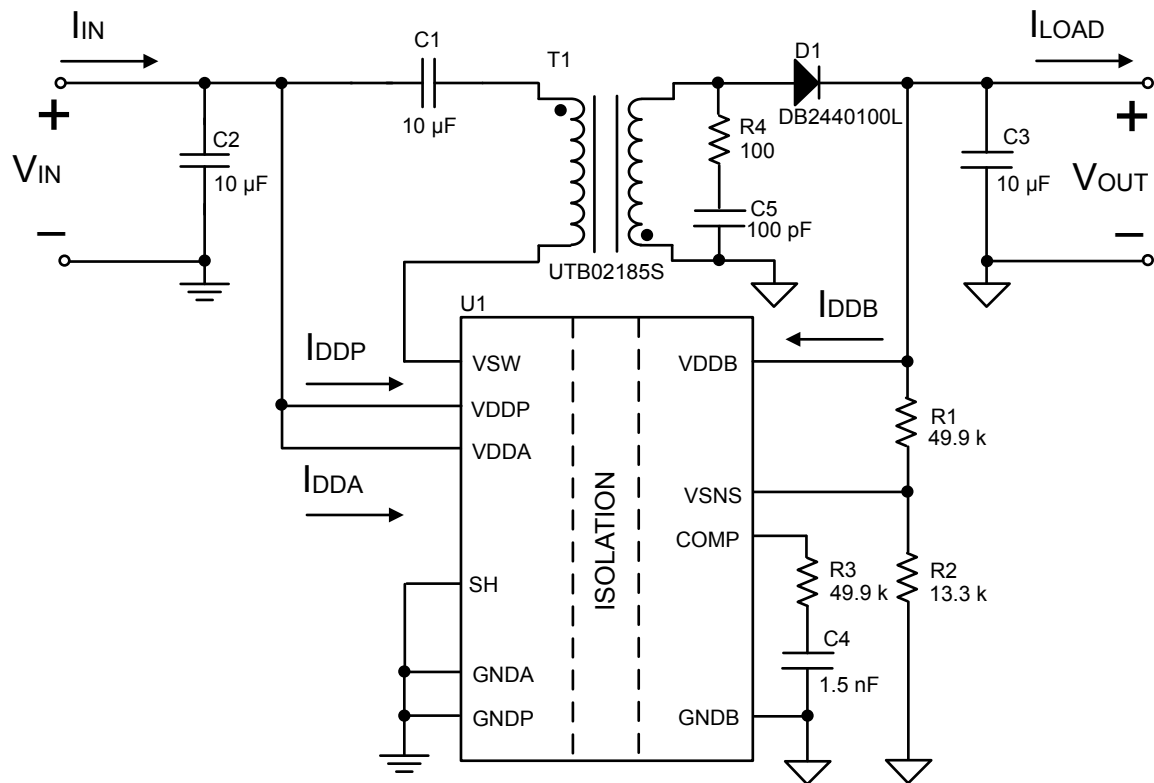 IIN
C1
10 µF
T1
D1
DB2440100L
ILOAD
+
VIN
–
C2
10 µF
R4
100
C5
100 pF
C3
10 µF
+
VOUT
–
UTB02185S
U1
IDDP
IDDA
IDDB
VSW
VDDP
VDDA
SH
GNDA
GNDP
ISOLATION
VDDB
VSNS
COMP
GNDB
R1
49.9 k
R3
49.9 k
R2
13.3 k
C4
1.5 nF